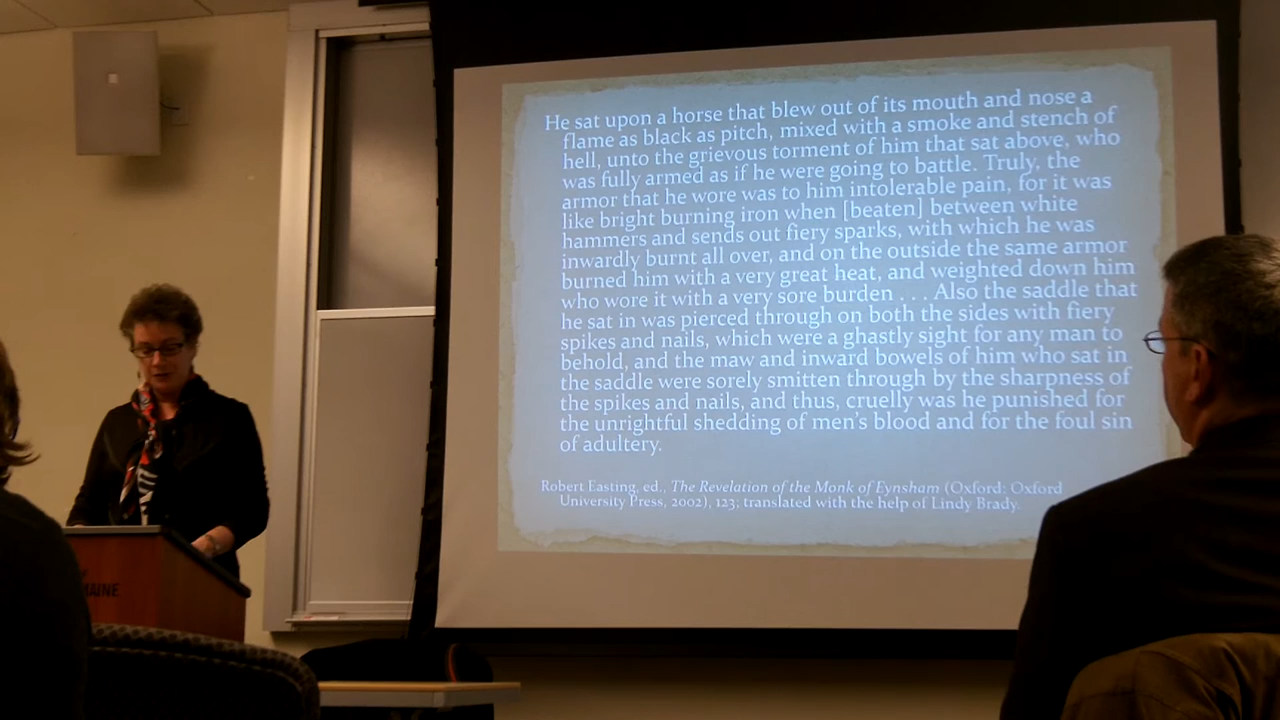 He sat upon a horse that blew out of its mouth and nose a
flame as black as pitch, mixed with a smoke and stench of
hell, unto the grievous torment of him that sat above, who
was fully armed as if he were going to battle. Truly, the
armor that he wore was to him intolerable pain, for it was
like bright burning iron when [beaten] between white
hammers and sends out fiery sparks, with which he was
inwardly burnt all over, and on the outside the same armor
burned him with a very great heat, and weighted down him
who wore it with a very sore burden . . . Also the saddle that
he sat in was pierced through on both the sides with fiery
spikes and nails, which were a ghastly sight for any man to
behold, and the maw and inward bowels of him who sat in
the saddle were sorely smitten through by the sharpness of
the spikes and nails, and thus, cruelly was he punished for
the unrightful shedding of men's blood and for the foul sin
of adultery.
Robert Easting, ed., The Revelation of the Monk of Eynsham (Oxford: Oxford
University Press, 2002), 123; translated with the help of Lindy Brady.
MAINE